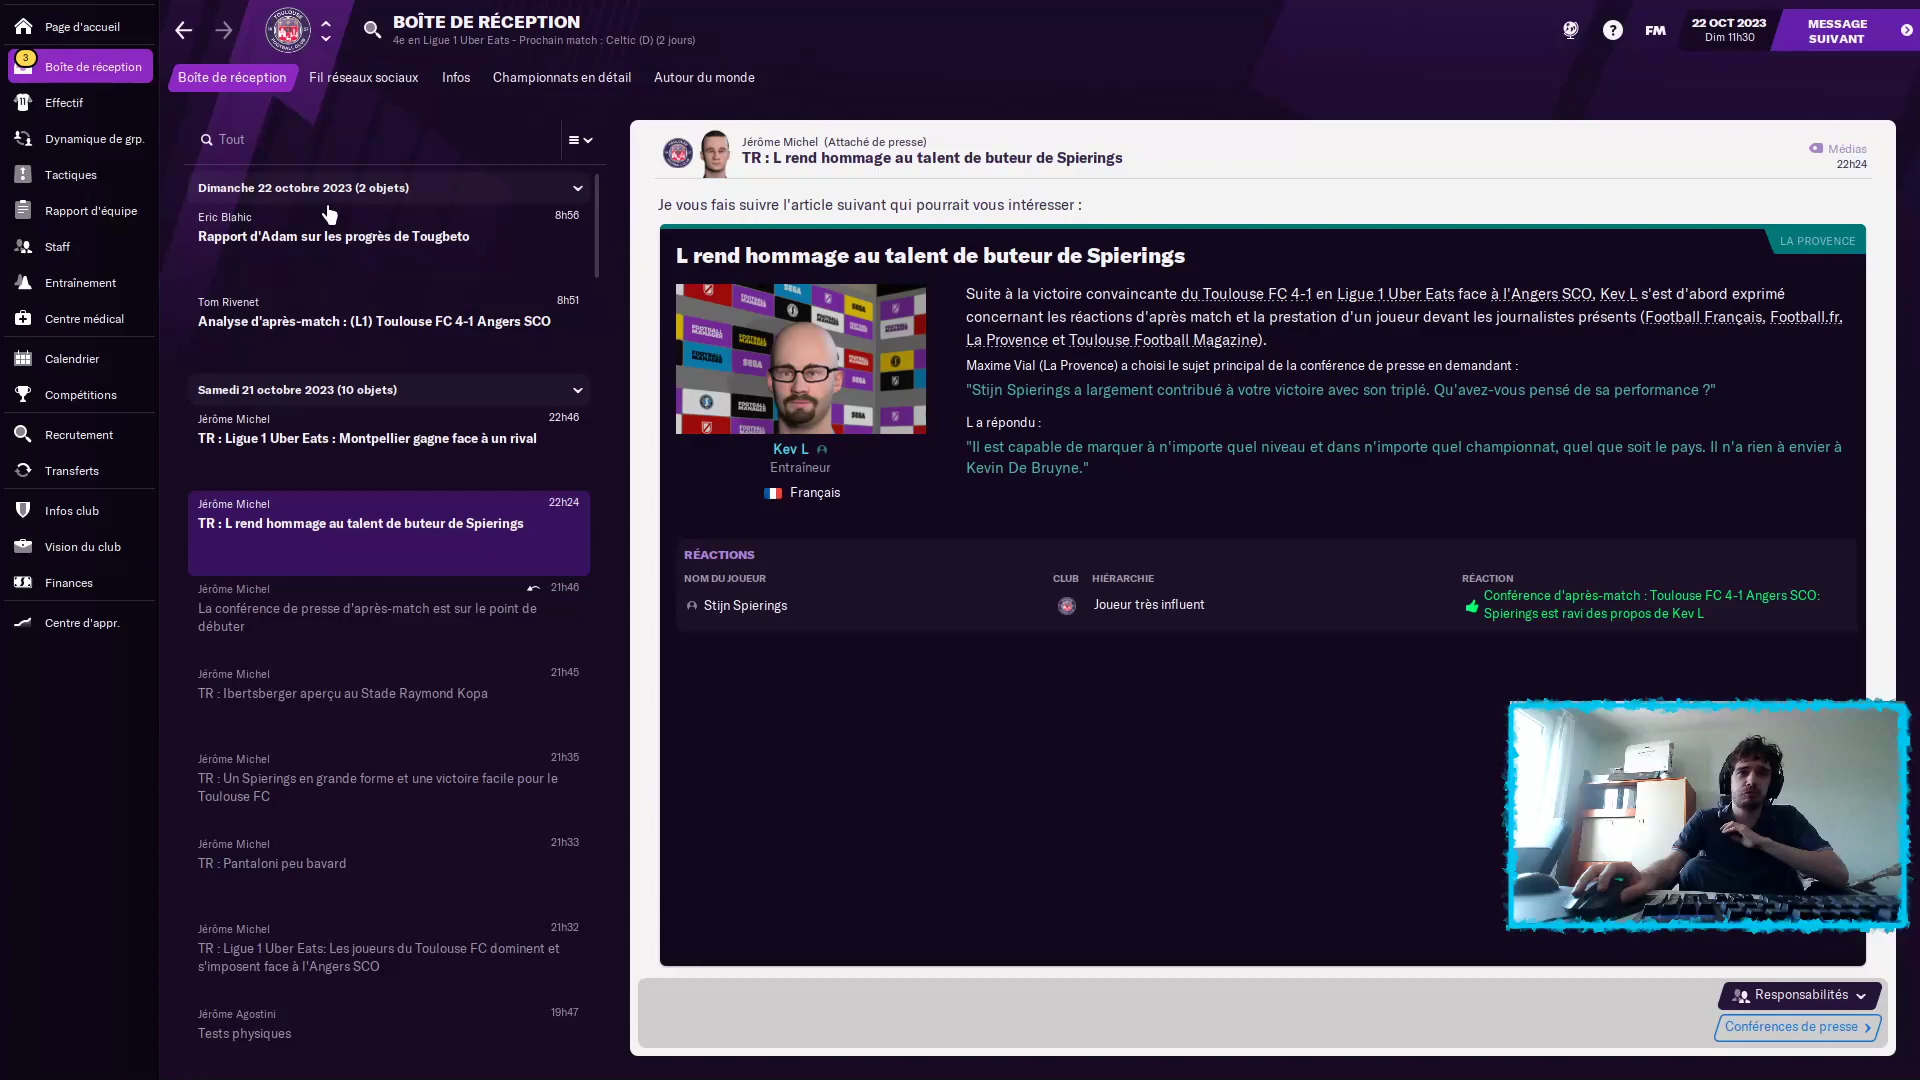 Page d'accueil
3
Boîte de réception
Effectif
Dynamique de grp.
Tactiques
Rapport d'équipe
Staff
Entraînement
Centre médical
Calendrier
Compétitions
Recrutement
Transferts
Infos club
Vision du club
Finances
Centre d'appr.
BOÎTE DE RÉCEPTION
4e en Ligue 1 Uber Eats - Prochain match : Celtic (D) (2 jours)
FM
22 OCT 2023
Dim 11h30
MESSAGE
SUIVANT
Boîte de réception
Fil réseaux sociaux
Infos
Championnats en détail
Autour du monde
Tout
Dimanche 22 octobre 2023 (2 objets)
Eric Blahic 8h56
Rapport d'Adam sur les progrès de Tougbeto
Tom Rivenet 8h51
Analyse d'après-match : (L1) Toulouse FC 4-1 Angers SCO
Samedi 21 octobre 2023 (10 objets)
Jérôme Michel 22h46
TR : Ligue 1 Uber Eats : Montpellier gagne face à un rival
Jérôme Michel 22h24
TR : L rend hommage au talent de buteur de Spierings
Jérôme Michel 21h46
La conférence de presse d'après-match est sur le point de
débuter
Jérôme Michel 21h45
TR : Ibertsberger aperçu au Stade Raymond Kopa
Jérôme Michel 21h35
TR : Un Spierings en grande forme et une victoire facile pour le
Toulouse FC
Jérôme Michel 21h33
TR : Pantaloni peu bavard
Jérôme Michel 21h32
TR : Ligue 1 Uber Eats: Les joueurs du Toulouse FC dominent et
s'imposent face à l'Angers SCO
Jérôme Agostini 19h47
Tests physiques
Jérôme Michel (Attaché de presse)
TR : L rend hommage au talent de buteur de Spierings
Médias
22h24
Je vous fais suivre l'article suivant qui pourrait vous intéresser :
LA PROVENCE
L rend hommage au talent de buteur de Spierings
Suite à la victoire convaincante du Toulouse FC 4-1 en Ligue 1 Uber Eats face à l'Angers SCO, Kev L s'est d'abord exprimé
concernant les réactions d'après match et la prestation d'un joueur devant les journalistes présents (Football Français, Football.fr,
La Provence et Toulouse Football Magazine).
Maxime Vial (La Provence) a choisi le sujet principal de la conférence de presse en demandant :
"Stijn Spierings a largement contribué à votre victoire avec son triplé. Qu'avez-vous pensé de sa performance ?"
L a répondu :
"Il est capable de marquer à n'importe quel niveau et dans n'importe quel championnat, quel que soit le pays. Il n'a rien à envier à
Kevin De Bruyne."
Kev L
Entraîneur
Français
RÉACTIONS
NOM DU JOUEUR CLUB HIÉRARCHIE RÉACTION
Stijn Spierings Joueur très influent
Conférence d'après-match : Toulouse FC 4-1 Angers SCO:
Spierings est ravi des propos de Kev L
Responsabilités
Conférences de presse